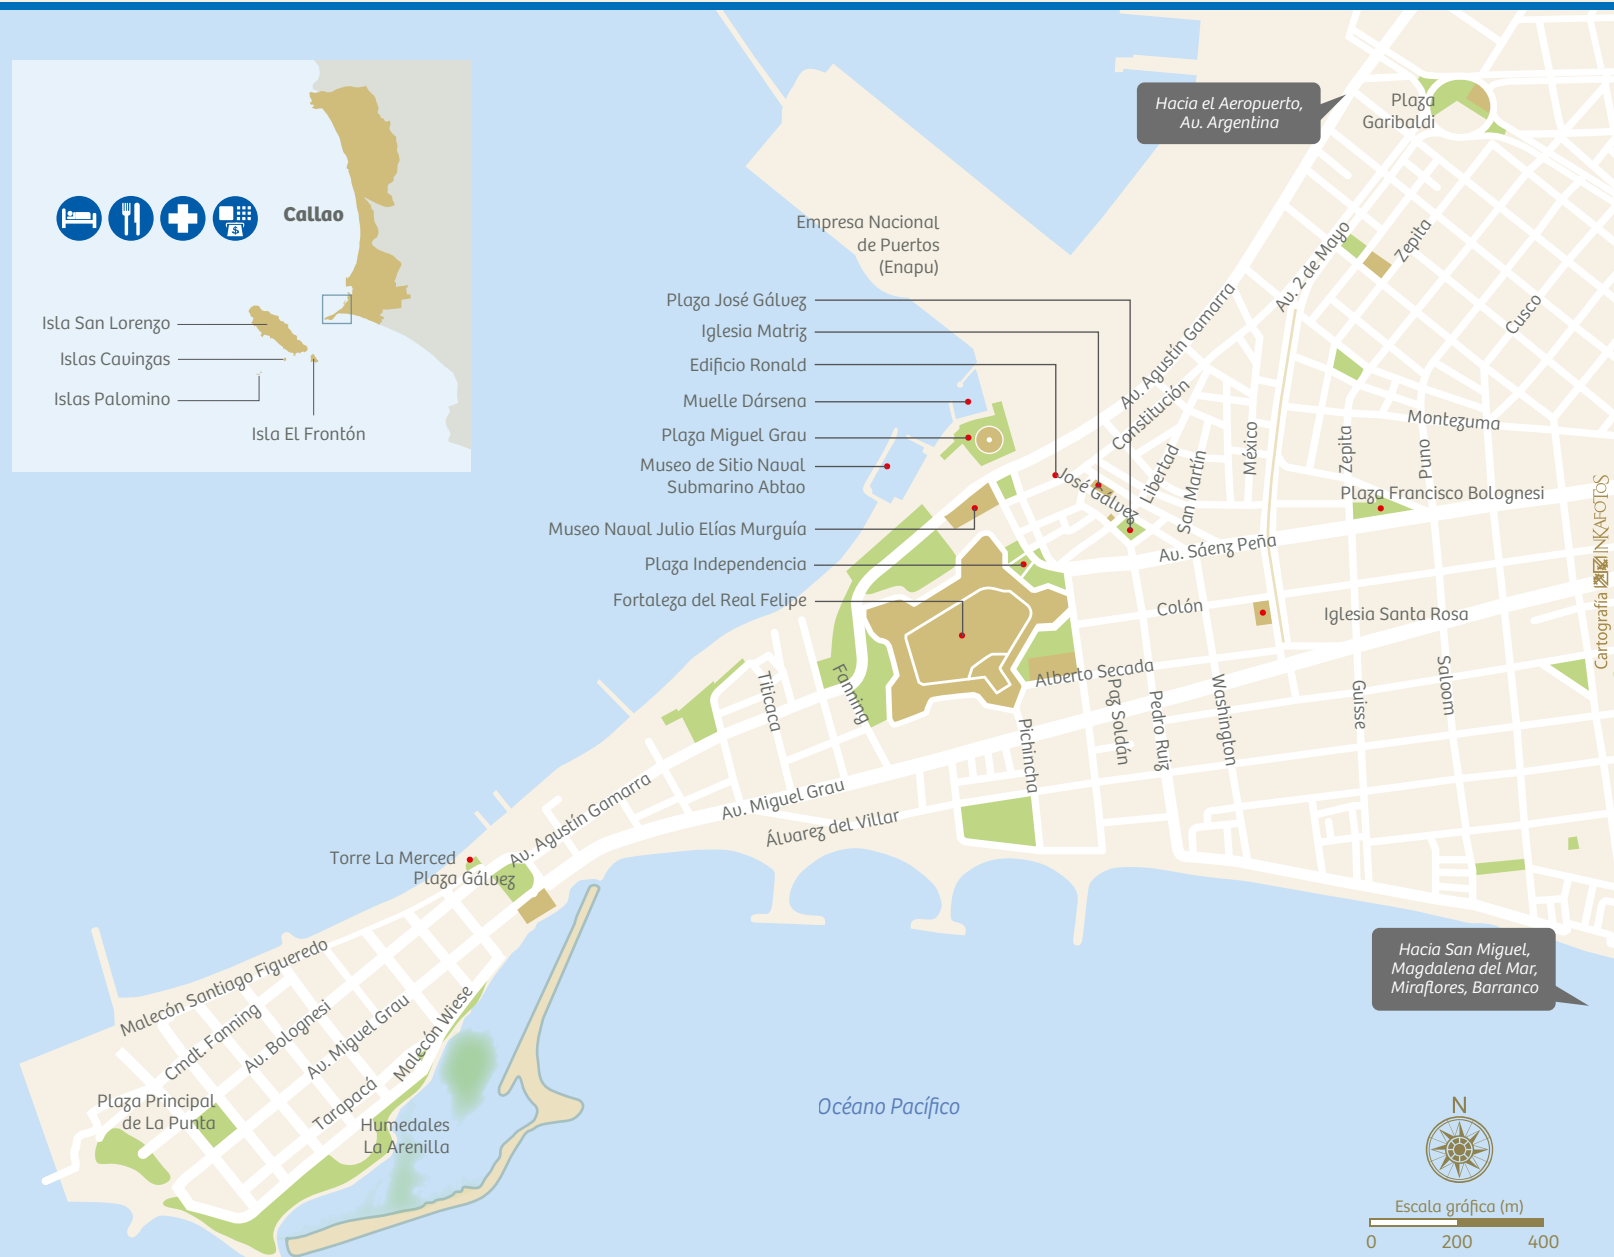 Callao
$
Isla San Lorenzo
Islas Cavinzas
Islas Palomino
Isla El Frontón
Hacia el Aeropuerto,
Av. Argentina
Plaza
Garibaldi
Empresa Nacional
de Puertos
(Enapu)
Plaza José Gálvez
Iglesia Matriz
Edificio Ronald
Muelle Dársena
Plaza Miguel Grau
Museo de Sitio Naval
Submarino Abtao
Museo Naval Julio Elías Murguía
Plaza Independencia
Fortaleza del Real Felipe
Av. Agustín Gamarra
Constitución
José Gálvez
Libertad
San Martín
México
Av. 2 de Mayo
Zepita
Cusco
Montezuma
Zepita
Puno
Plaza Francisco Bolognesi
Av. Sáenz Peña
Colón
Iglesia Santa Rosa
Alberto Secada
Paz Soldán
Pedro Ruiz
Washington
Guisse
Saloom
Pichincha
Fanning
Titicaca
Av. Miguel Grau
Álvarez del Villar
Av. Agustín Gamarra
Torre La Merced
Plaza Gálvez
Malecón Santiago Figueredo
Cmdt. Fanning
Av. Bolognesi
Av. Miguel Grau
Malecón Wiese
Tarapacá
Plaza Principal
de La Punta
Humedales
La Arenilla
Océano Pacífico
Hacia San Miguel,
Magdalena del Mar,
Miraflores, Barranco
N
Escala gráfica (m)
0 200 400
Cartografía INKAFOTOS